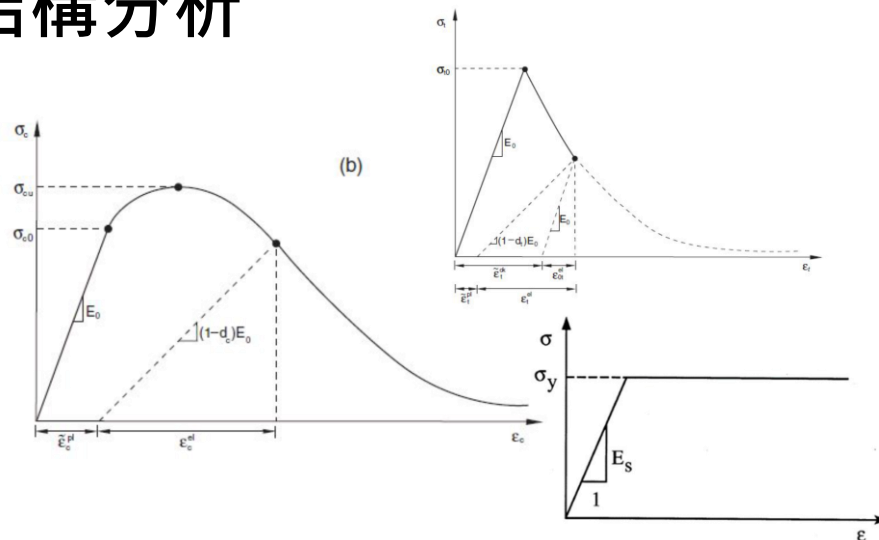 結構分析
σt
σt0
E0
(1-dt)E0
E0
εt
ε̃t^ck
ε0t^el
ε̃t^pl
εt^el
(b)
σc
σcu
σc0
E0
(1-dc)E0
ε̃c^pl
εc^el
εc
σ
σy
Es
1
ε